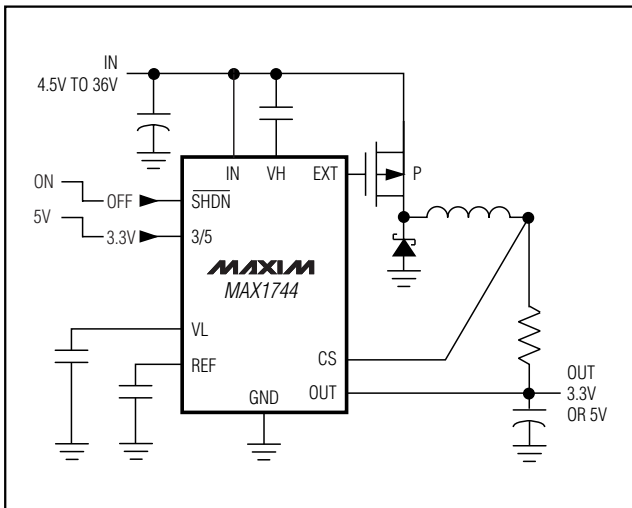 IN
4.5V TO 36V
IN VH EXT P
ON
OFF SHDN
5V
3.3V 3/5
MAXIM
MAX1744
VL
REF
CS
GND OUT
OUT
3.3V
OR 5V